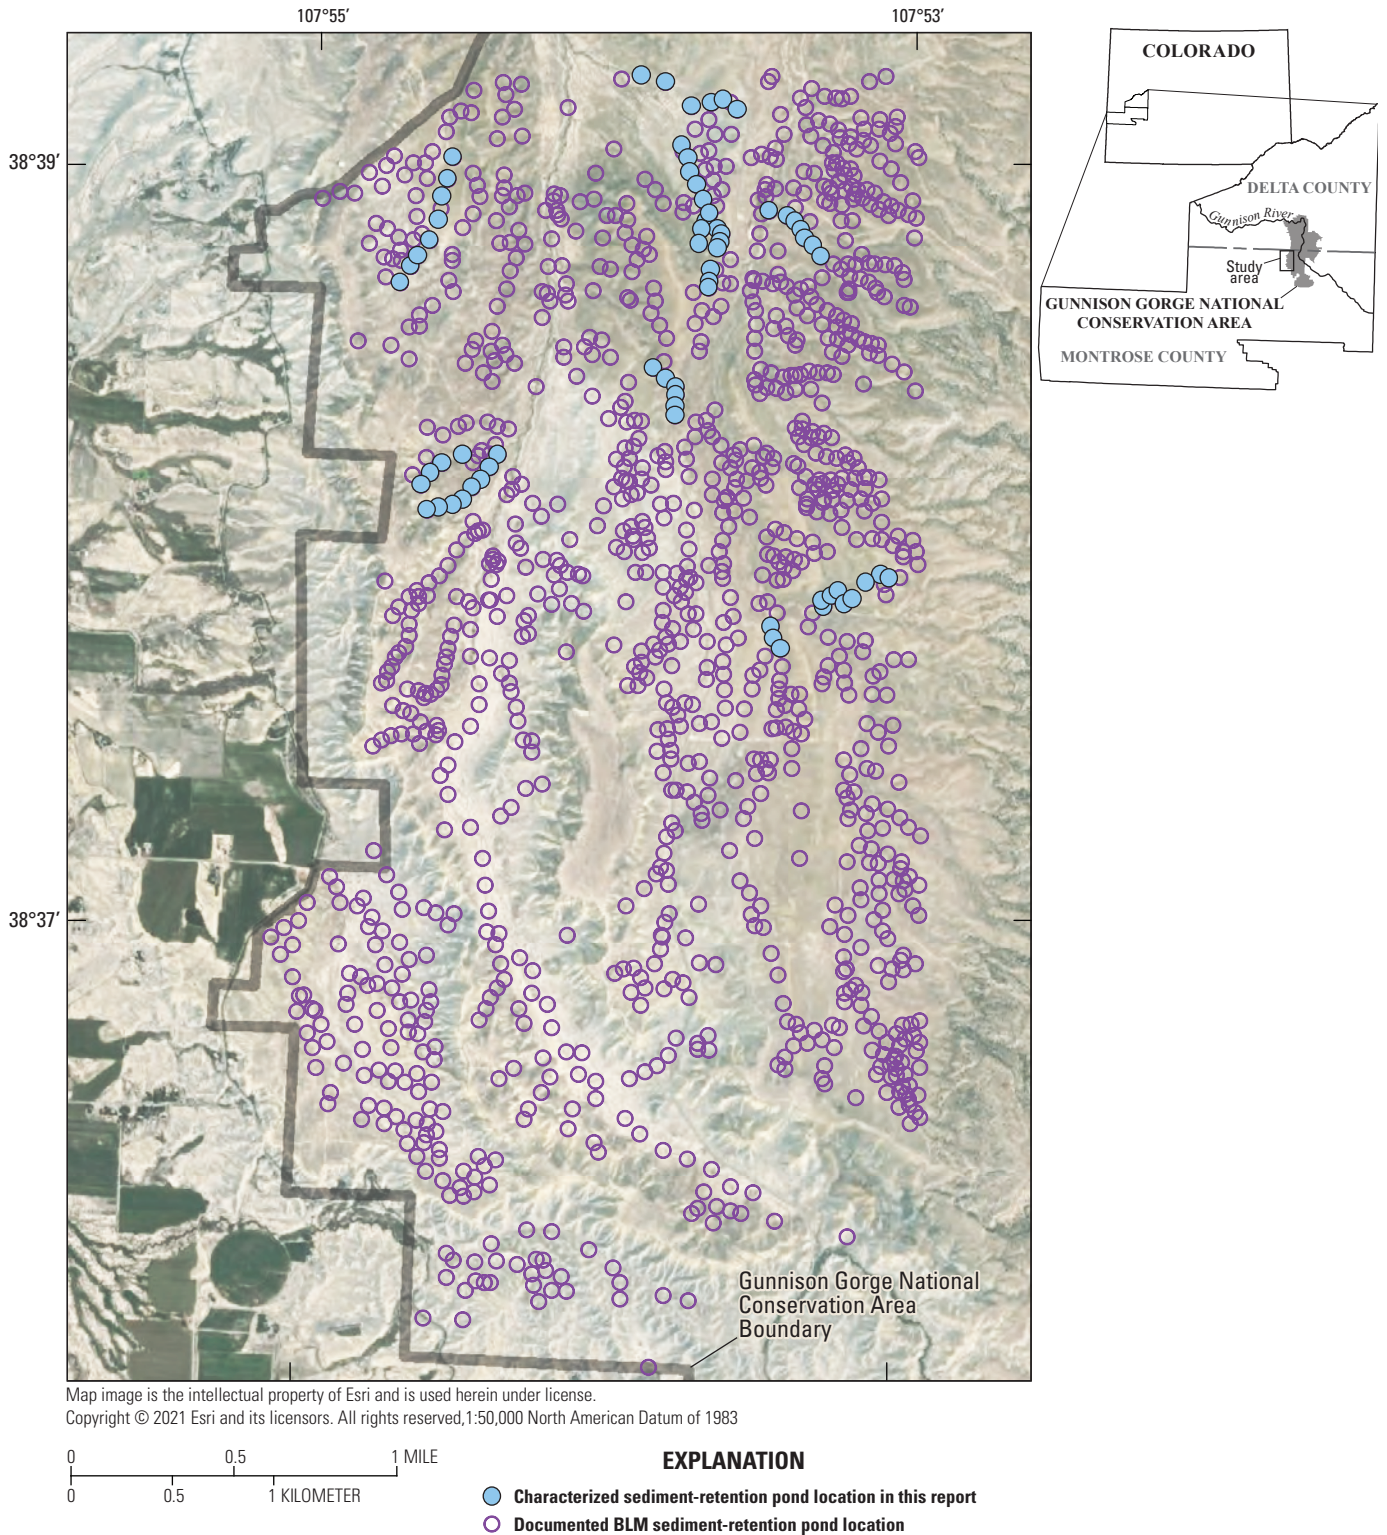 107°55′
107°53′
38°39′
38°37′
COLORADO
DELTA COUNTY
Gunnison River
Study
area
GUNNISON GORGE NATIONAL
CONSERVATION AREA
MONTROSE COUNTY
Gunnison Gorge National
Conservation Area
Boundary
Map image is the intellectual property of Esri and is used herein under license.
Copyright © 2021 Esri and its licensors. All rights reserved,1:50,000 North American Datum of 1983
0 0.5 1 MILE
0 0.5 1 KILOMETER
EXPLANATION
Characterized sediment-retention pond location in this report
Documented BLM sediment-retention pond location